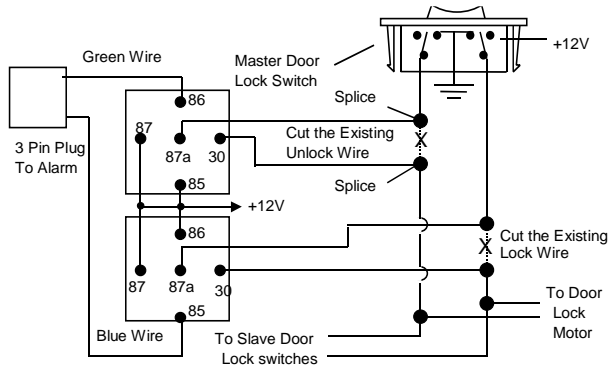 Green Wire
Master Door
Lock Switch
+12V
86
87
87a
30
85
3 Pin Plug
To Alarm
Splice
Cut the Existing
Unlock Wire
X
Splice
+12V
86
87
87a
30
85
Blue Wire
X
Cut the Existing
Lock Wire
To Door
Lock
Motor
To Slave Door
Lock switches